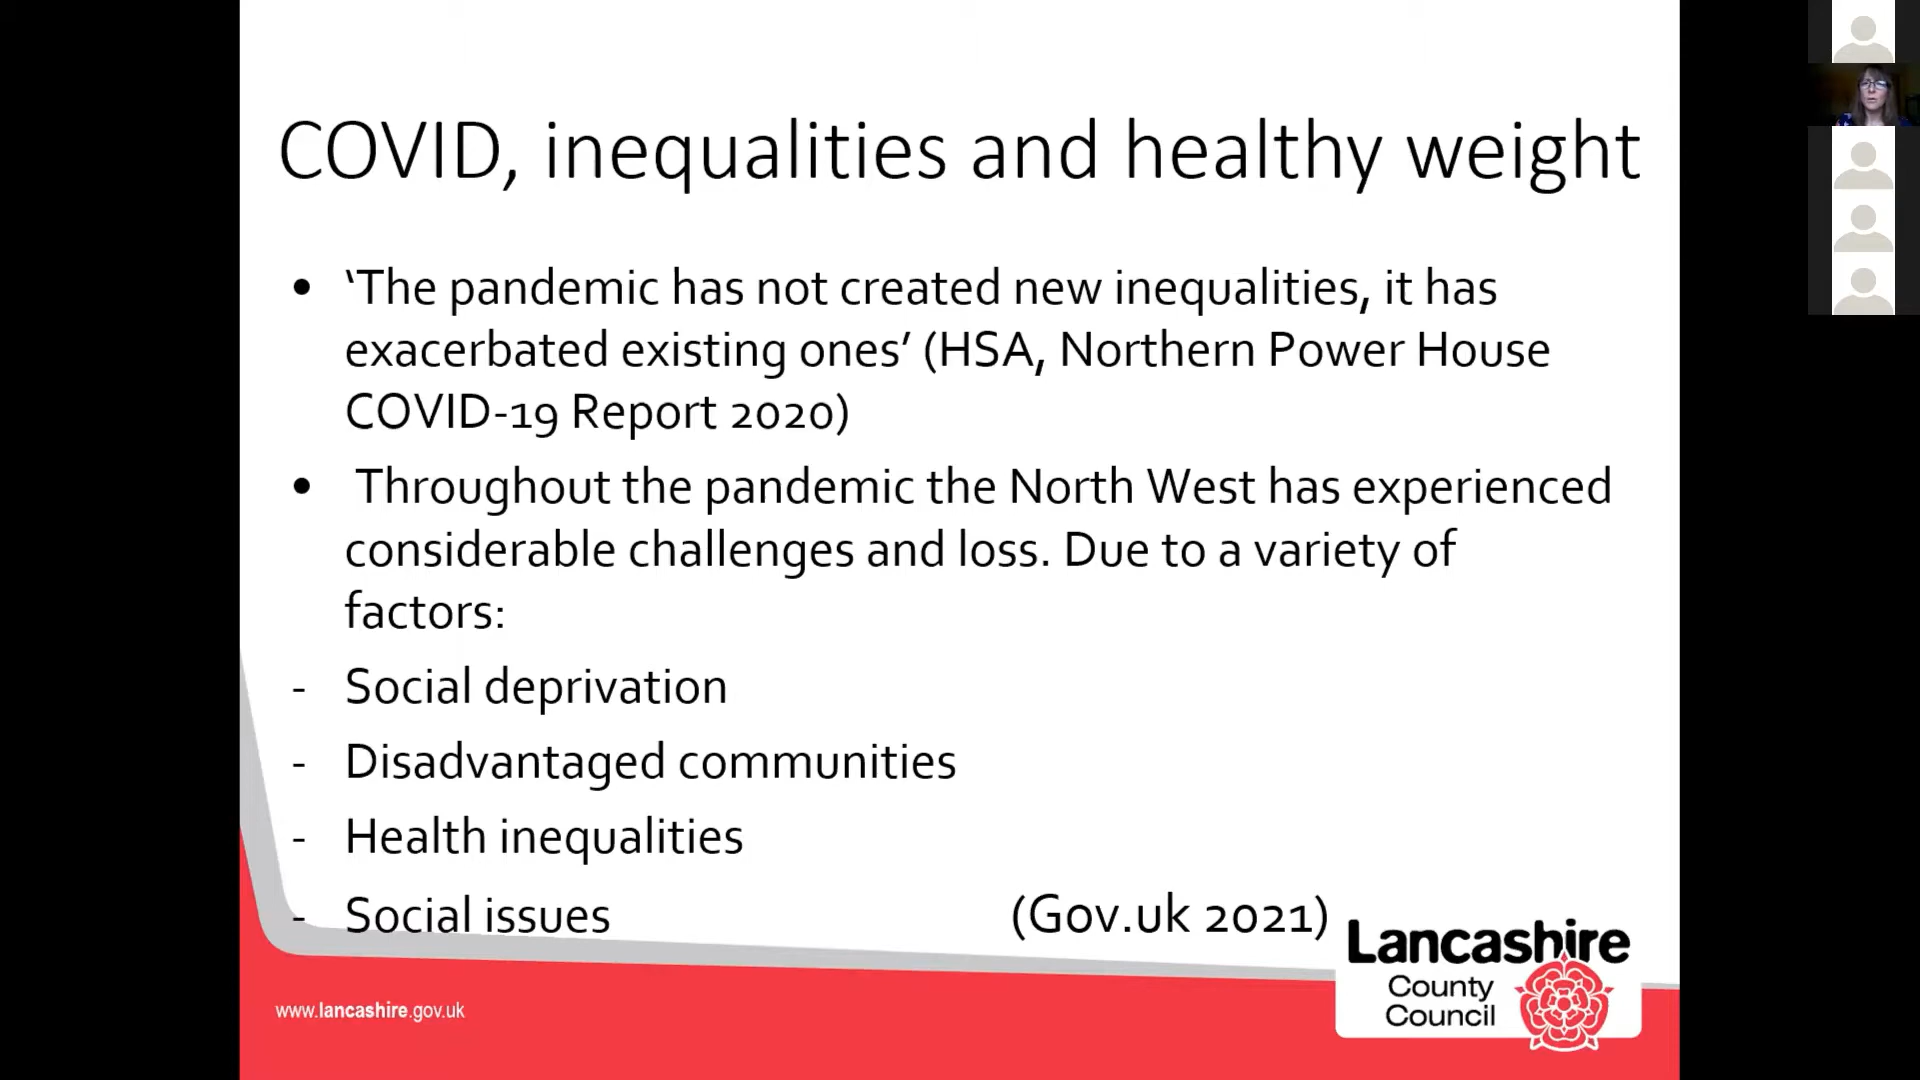 COVID, inequalities and healthy weight
• ‘The pandemic has not created new inequalities, it has
exacerbated existing ones’ (HSA, Northern Power House
COVID-19 Report 2020)
• Throughout the pandemic the North West has experienced
considerable challenges and loss. Due to a variety of
factors:
- Social deprivation
- Disadvantaged communities
- Health inequalities
- Social issues (Gov.uk 2021)
Lancashire
County
Council
www.lancashire.gov.uk